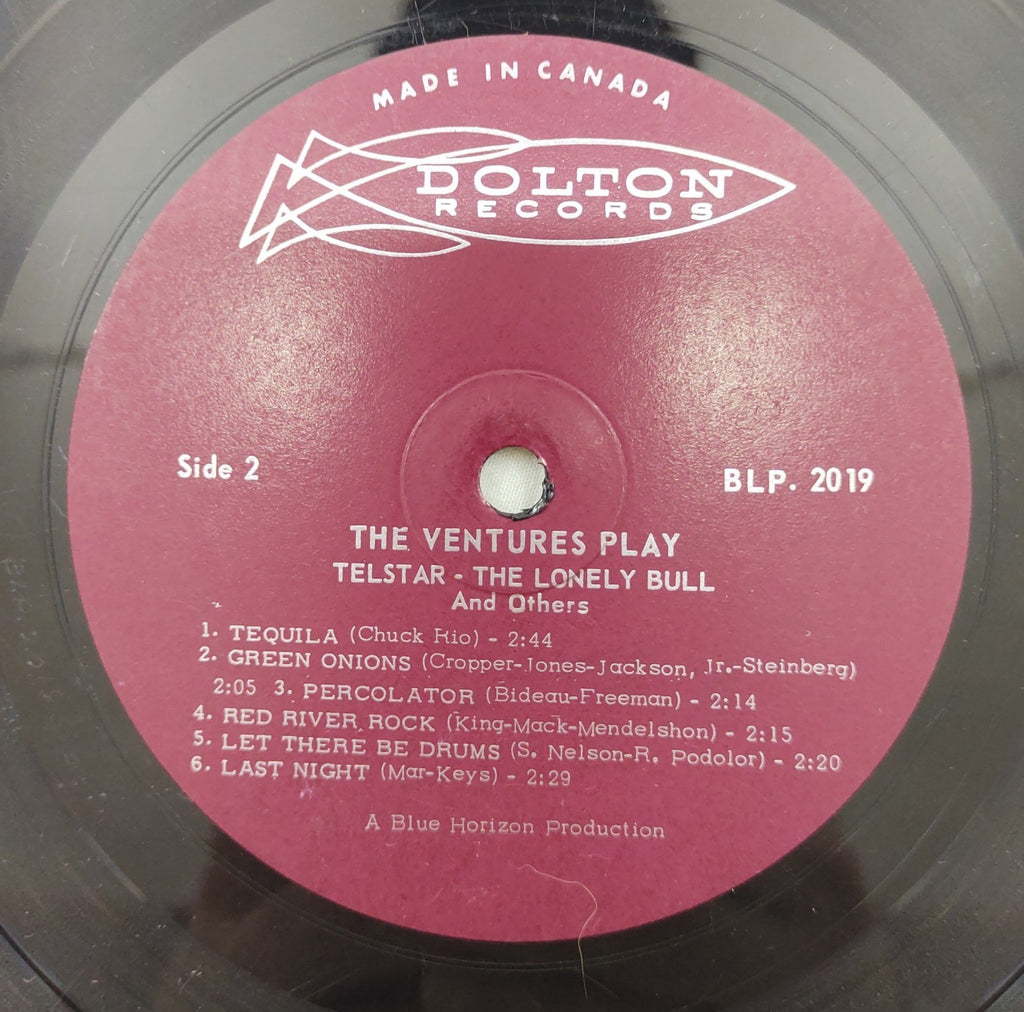 MADE IN CANADA
DOLTON
RECORDS
Side 2
BLP. 2019
THE VENTURES PLAY
TELSTAR - THE LONELY BULL
And Others
1. TEQUILA (Chuck Rio) - 2:44
2. GREEN ONIONS (Cropper-Jones-Jackson, Jr.-Steinberg)
2:05 3. PERCOLATOR (Bideau-Freeman) - 2:14
4. RED RIVER ROCK (King-Mack-Mendelshon) - 2:15
5. LET THERE BE DRUMS (S. Nelson-R. Podolor) - 2:20
6. LAST NIGHT (Mar-Keys) - 2:29
A Blue Horizon Production